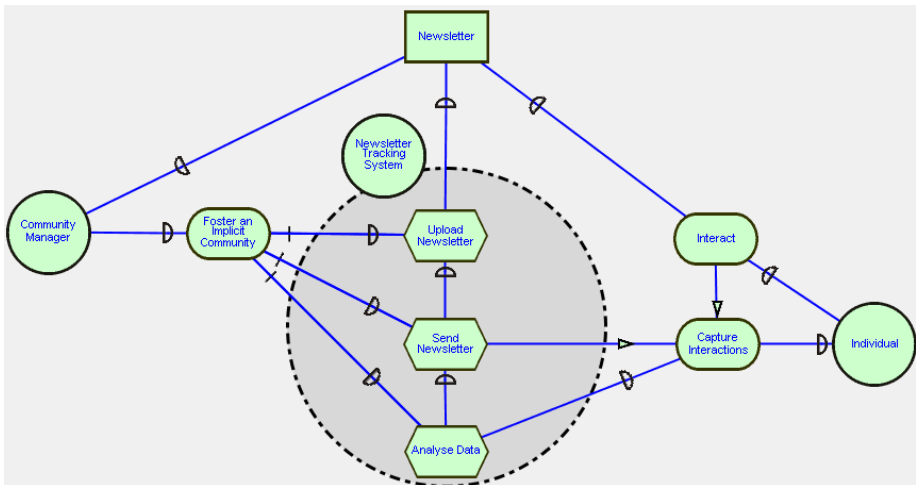 Newsletter
Newsletter
Tracking
System
Community
Manager
Foster an
Implicit
Community
Upload
Newsletter
Interact
Send
Newsletter
Capture
Interactions
Individual
Analyse Data